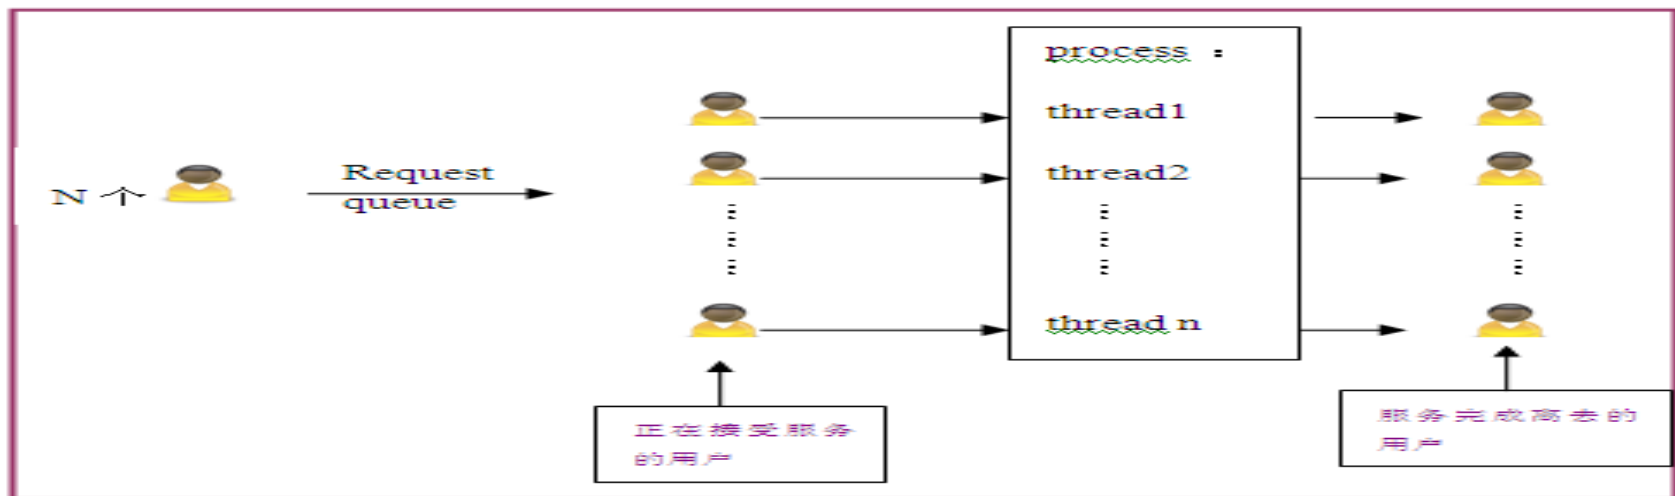 process :
thread1
N 个
Request
queue
thread2
thread n
正在接受服务
的用户
服务完成离去的
用户